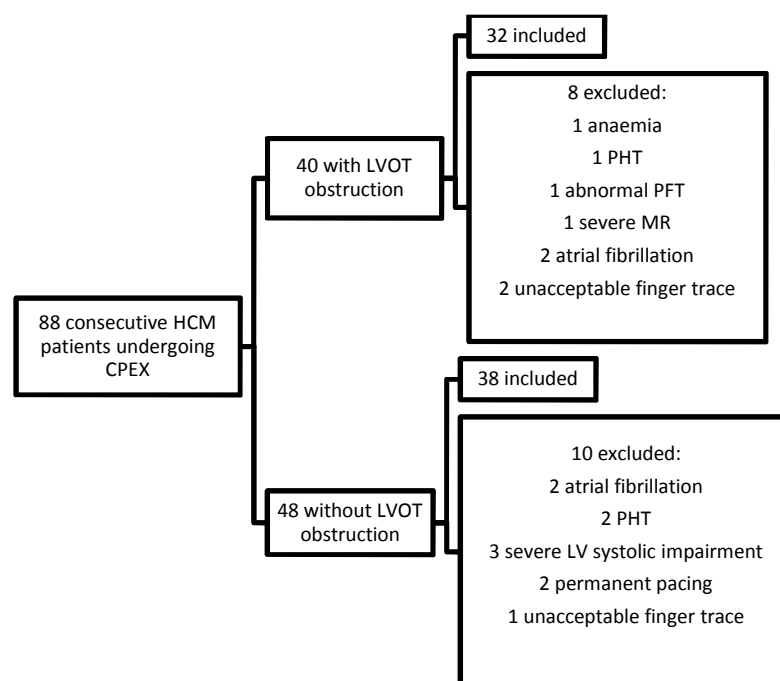 88 consecutive HCM
patients undergoing
CPEX
40 with LVOT
obstruction
32 included
8 excluded:
1 anaemia
1 PHT
1 abnormal PFT
1 severe MR
2 atrial fibrillation
2 unacceptable finger trace
48 without LVOT
obstruction
38 included
10 excluded:
2 atrial fibrillation
2 PHT
3 severe LV systolic impairment
2 permanent pacing
1 unacceptable finger trace